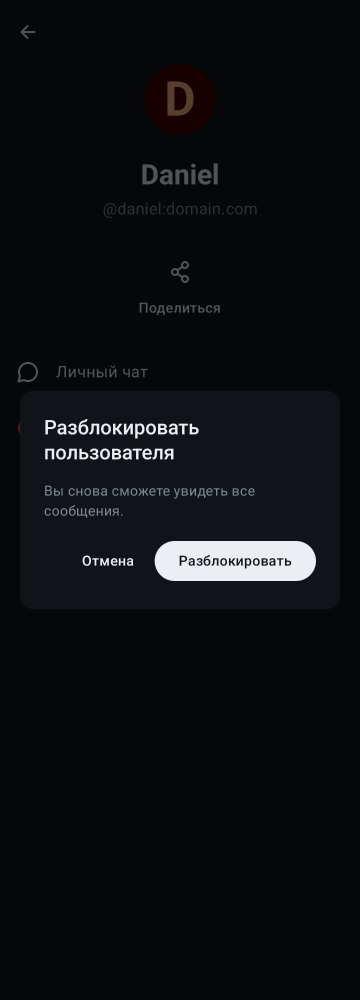 D
Daniel
@daniel:domain.com
Поделиться
Личный чат
Разблокировать
пользователя
Вы снова сможете увидеть все
сообщения.
Отмена
Разблокировать